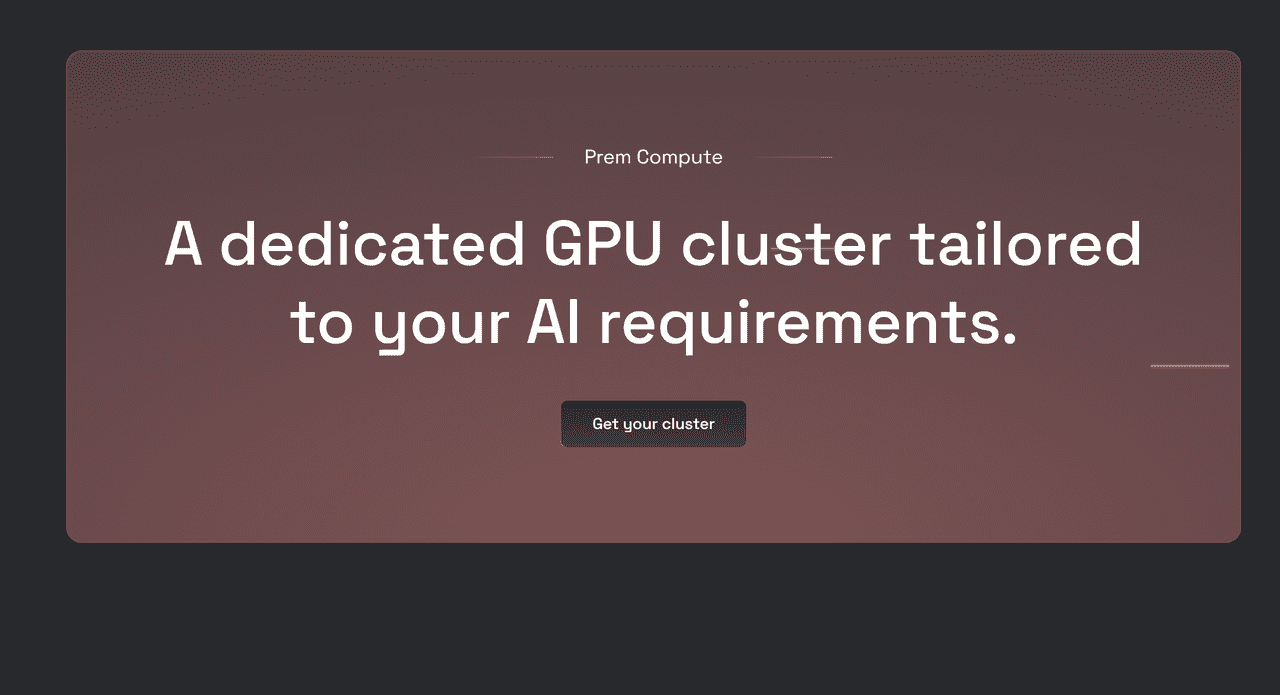 Prem Compute
A dedicated GPU cluster tailored
to your AI requirements.
Get your cluster